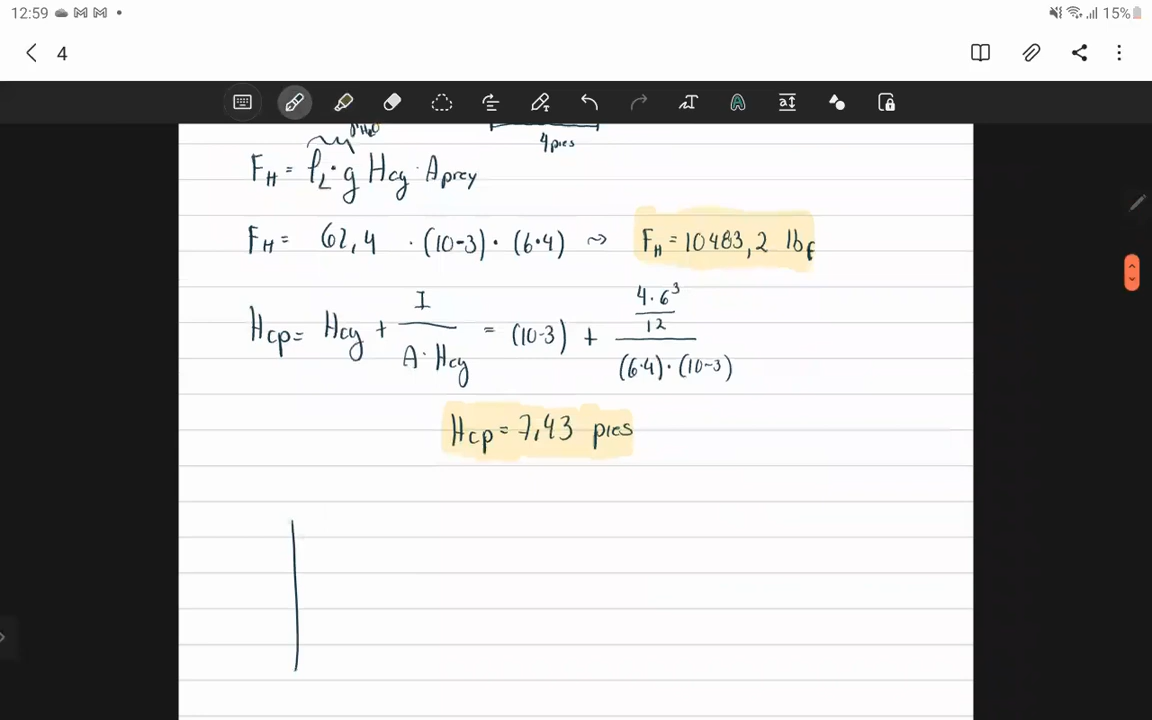 12:59
15%
4
γH₂O
4 pies
F_H = ρ_L · g H_cg · A_proy
F_H = 62,4 · (10-3) · (6·4) ⤳ F_H = 10483,2 lb_f
H_cp = H_cg + I / (A · H_cg) = (10-3) + (4·6³ / 12) / ((6·4)·(10-3))
H_cp = 7,43 pies